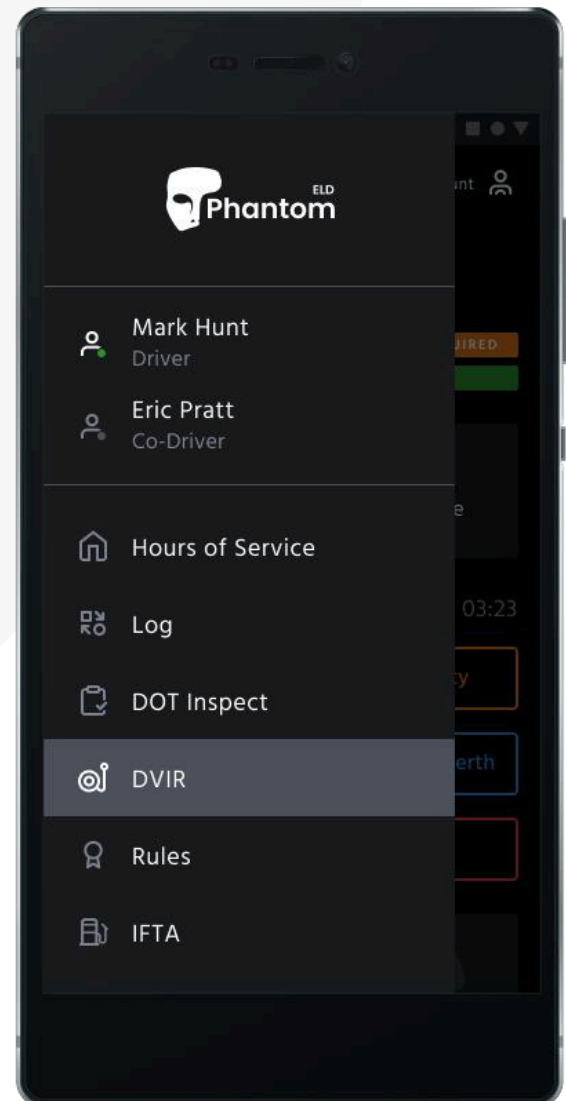 ELD
Phantom
Mark Hunt
Driver
Eric Pratt
Co-Driver
Hours of Service
Log
03:23
DOT Inspect
DVIR
Rules
IFTA